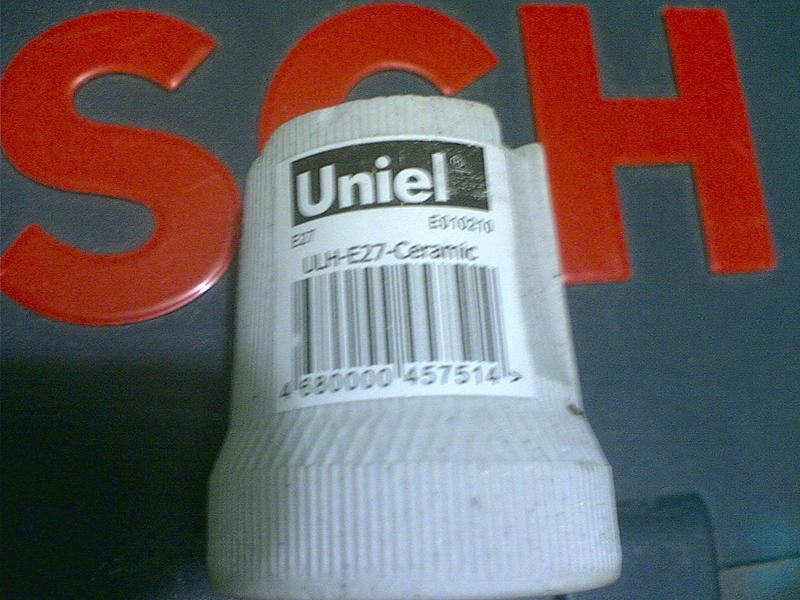 SCH
Uniel®
E27 E010210
ULH-E27-Ceramic
4 680000 457514 >